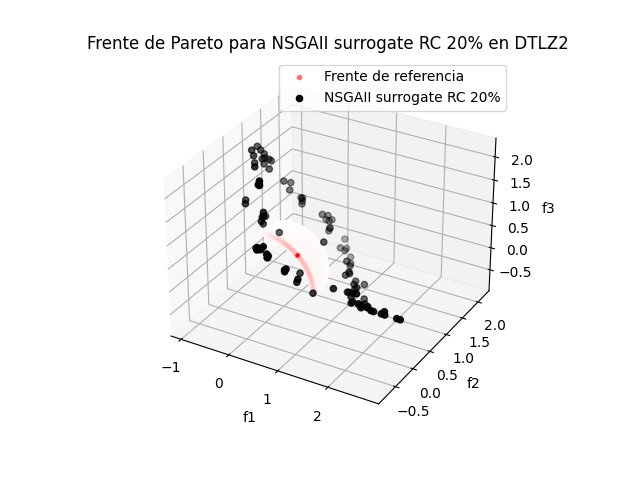 Frente de Pareto para NSGAII surrogate RC 20% en DTLZ2
Frente de referencia
NSGAII surrogate RC 20%
2.0
1.5
1.0
0.5
0.0
−0.5
f3
2.0
1.5
1.0
0.5
0.0
−0.5
f2
−1
0
1
2
f1